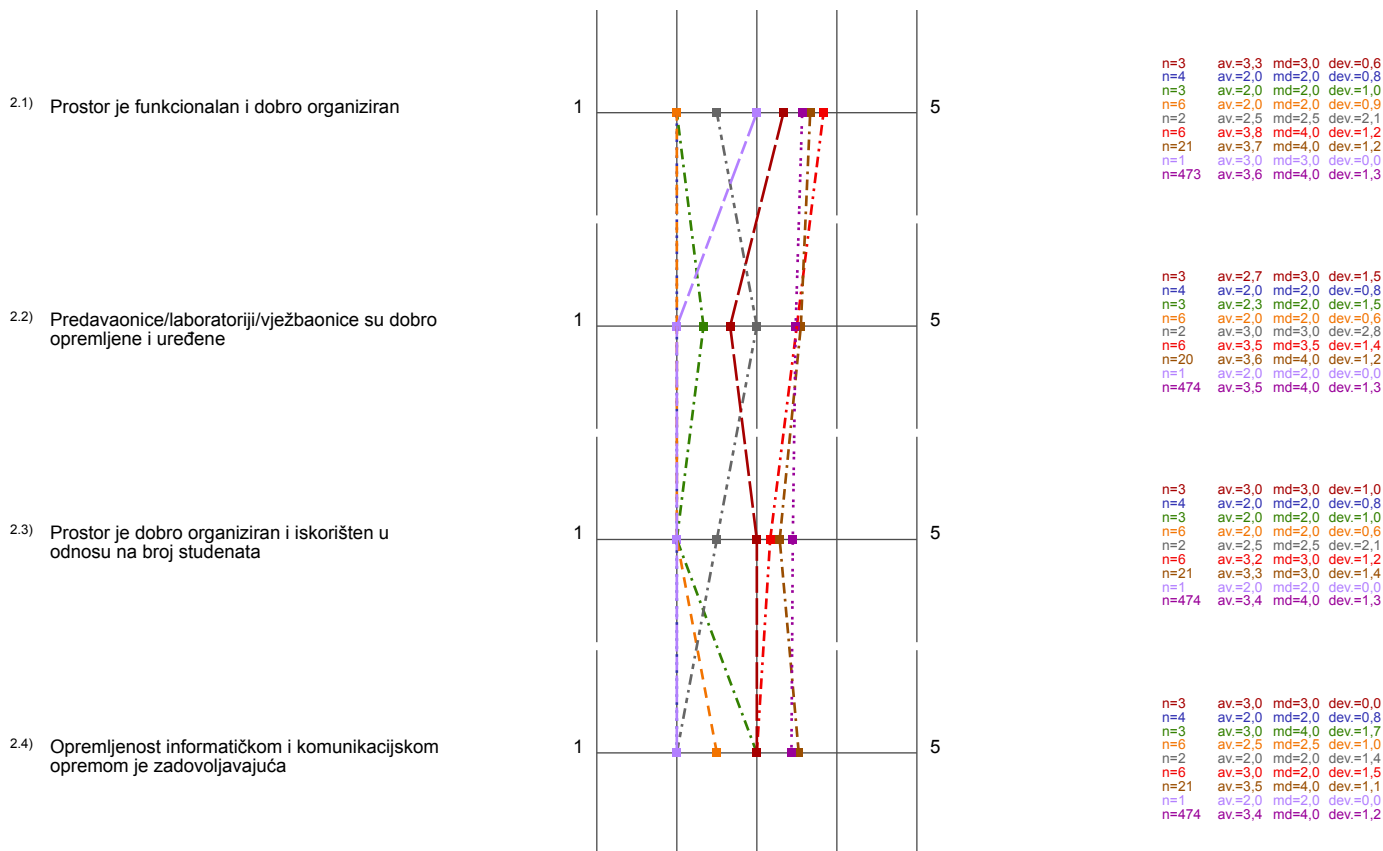 2.1) Prostor je funkcionalan i dobro organiziran
1 5
n=3 av.=3,3 md=3,0 dev.=0,6
n=4 av.=2,0 md=2,0 dev.=0,8
n=3 av.=2,0 md=2,0 dev.=1,0
n=6 av.=2,0 md=2,0 dev.=0,9
n=2 av.=2,5 md=2,5 dev.=2,1
n=6 av.=3,8 md=4,0 dev.=1,2
n=21 av.=3,7 md=4,0 dev.=1,2
n=1 av.=3,0 md=3,0 dev.=0,0
n=473 av.=3,6 md=4,0 dev.=1,3
2.2) Predavaonice/laboratoriji/vježbaonice su dobro
opremljene i uređene
1 5
n=3 av.=2,7 md=3,0 dev.=1,5
n=4 av.=2,0 md=2,0 dev.=0,8
n=3 av.=2,3 md=2,0 dev.=1,5
n=6 av.=2,0 md=2,0 dev.=0,6
n=2 av.=3,0 md=3,0 dev.=2,8
n=6 av.=3,5 md=3,5 dev.=1,4
n=20 av.=3,6 md=4,0 dev.=1,2
n=1 av.=2,0 md=2,0 dev.=0,0
n=474 av.=3,5 md=4,0 dev.=1,3
2.3) Prostor je dobro organiziran i iskorišten u
odnosu na broj studenata
1 5
n=3 av.=3,0 md=3,0 dev.=1,0
n=4 av.=2,0 md=2,0 dev.=0,8
n=3 av.=2,0 md=2,0 dev.=1,0
n=6 av.=2,0 md=2,0 dev.=0,6
n=2 av.=2,5 md=2,5 dev.=2,1
n=6 av.=3,2 md=3,0 dev.=1,2
n=21 av.=3,3 md=3,0 dev.=1,4
n=1 av.=2,0 md=2,0 dev.=0,0
n=474 av.=3,4 md=4,0 dev.=1,3
2.4) Opremljenost informatičkom i komunikacijskom
opremom je zadovoljavajuća
1 5
n=3 av.=3,0 md=3,0 dev.=0,0
n=4 av.=2,0 md=2,0 dev.=0,8
n=3 av.=3,0 md=4,0 dev.=1,7
n=6 av.=2,5 md=2,5 dev.=1,0
n=2 av.=2,0 md=2,0 dev.=1,4
n=6 av.=3,0 md=2,0 dev.=1,5
n=21 av.=3,5 md=4,0 dev.=1,1
n=1 av.=2,0 md=2,0 dev.=0,0
n=474 av.=3,4 md=4,0 dev.=1,2